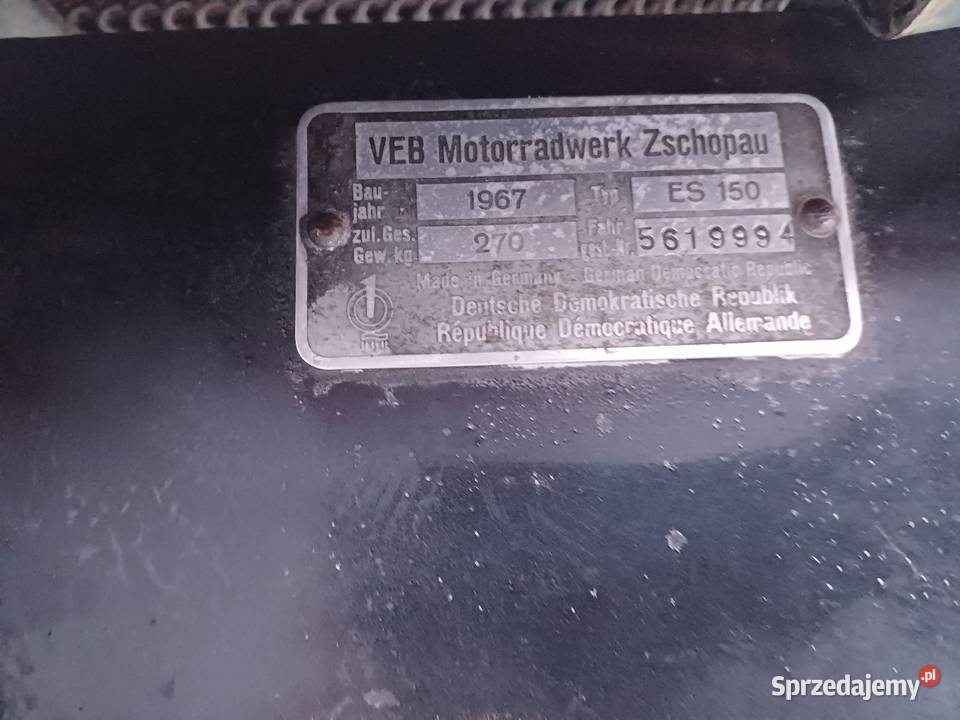 VEB Motorradwerk Zschopau
Bau-
jahr 1967 Typ ES 150
zul. Ges. Fahr-
Gew. kg 270 gest.-Nr. 5619994
Made in Germany - German Democratic Republic
Deutsche Demokratische Republik
République Démocratique Allemande
1
Sprzedajemy.pl